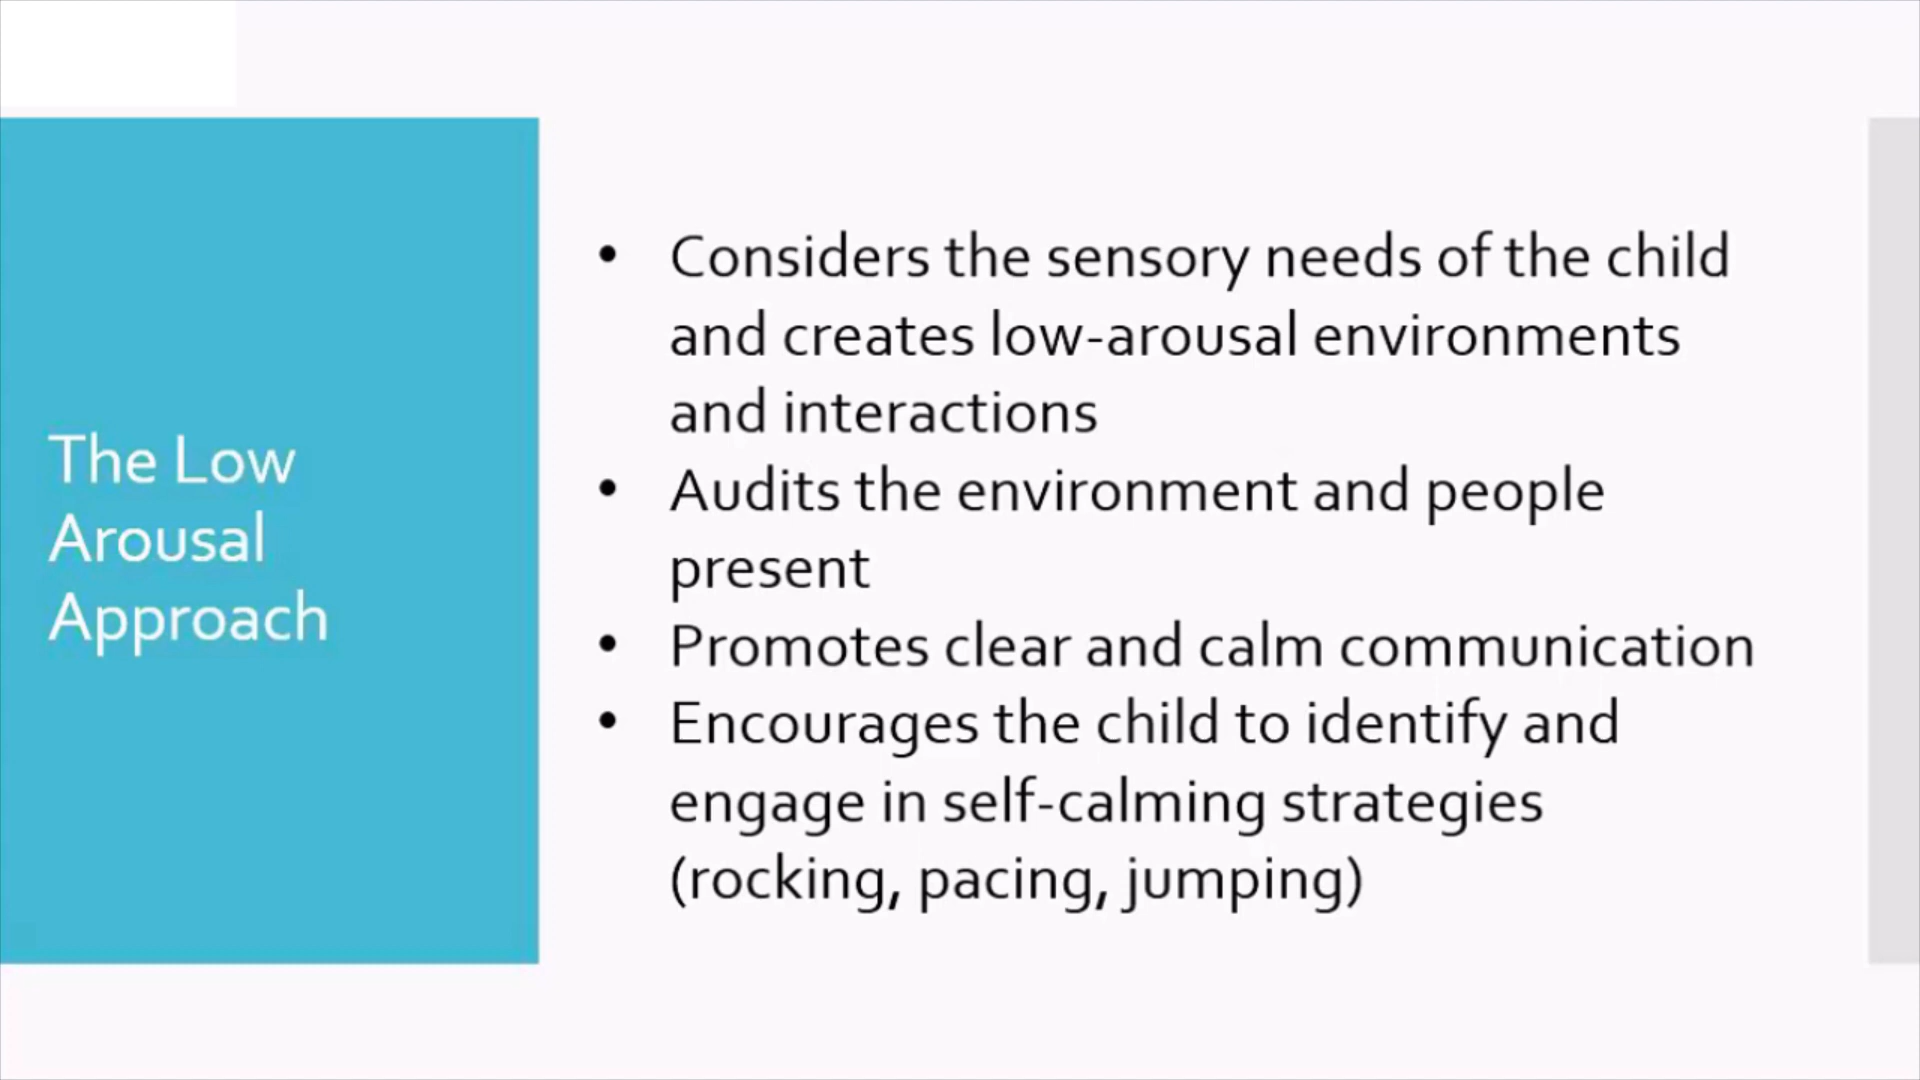 The Low
Arousal
Approach
• Considers the sensory needs of the child
and creates low-arousal environments
and interactions
• Audits the environment and people
present
• Promotes clear and calm communication
• Encourages the child to identify and
engage in self-calming strategies
(rocking, pacing, jumping)